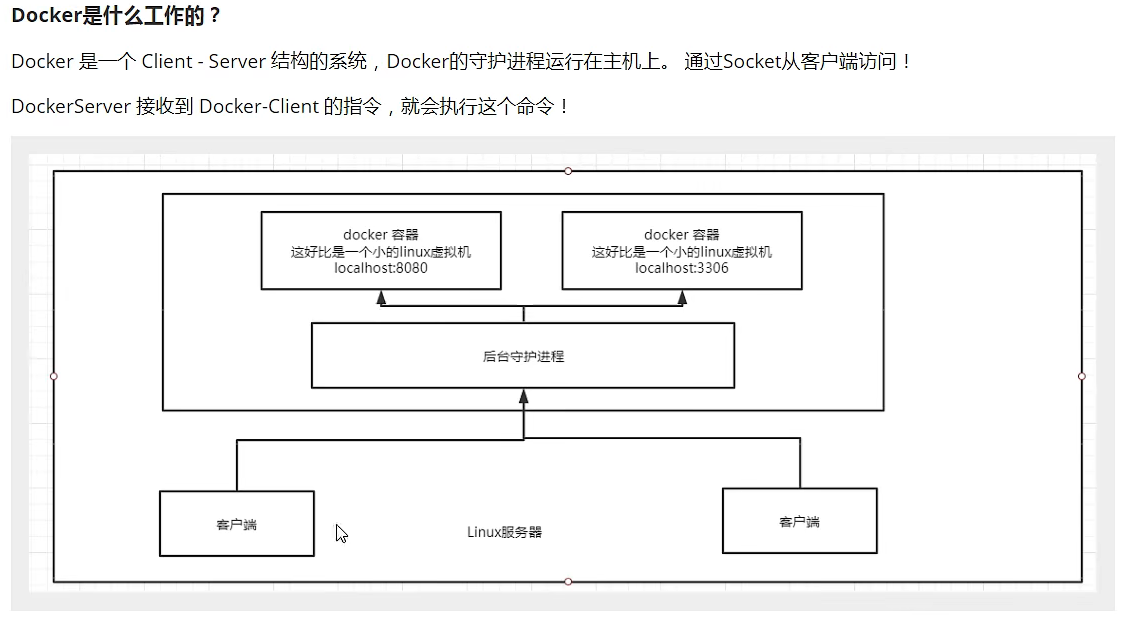 Docker是什么工作的？
Docker 是一个 Client - Server 结构的系统，Docker的守护进程运行在主机上。 通过Socket从客户端访问！
DockerServer 接收到 Docker-Client 的指令，就会执行这个命令！
docker 容器
这好比是一个小的linux虚拟机
localhost:8080
docker 容器
这好比是一个小的linux虚拟机
localhost:3306
后台守护进程
客户端
Linux服务器
客户端